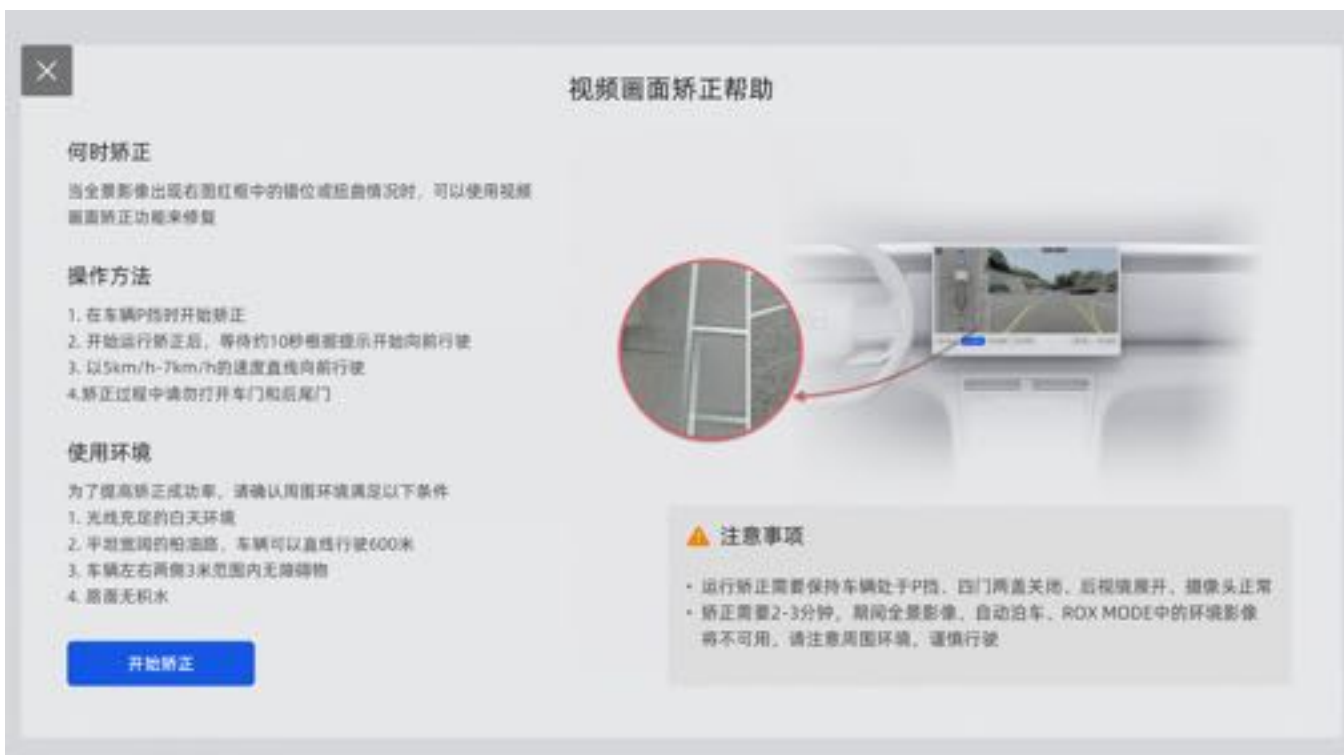 视频画面矫正帮助
何时矫正
当全景影像出现右图红框中的错位或扭曲情况时，可以使用视频
画面矫正功能来修复
操作方法
1. 在车辆P挡时开始矫正
2. 开始运行矫正后，等待约10秒根据提示开始向前行驶
3. 以5km/h-7km/h的速度直线向前行驶
4.矫正过程中请勿打开车门和后尾门
使用环境
为了提高矫正成功率，请确认周围环境满足以下条件
1. 光线充足的白天环境
2. 平坦宽阔的柏油路，车辆可以直线行驶600米
3. 车辆左右两侧3米范围内无障碍物
4. 路面无积水
开始矫正
注意事项
• 运行矫正需要保持车辆处于P挡、四门两盖关闭、后视镜展开、摄像头正常
• 矫正需要2-3分钟，期间全景影像、自动泊车、ROX MODE中的环境影像
将不可用，请注意周围环境，谨慎行驶